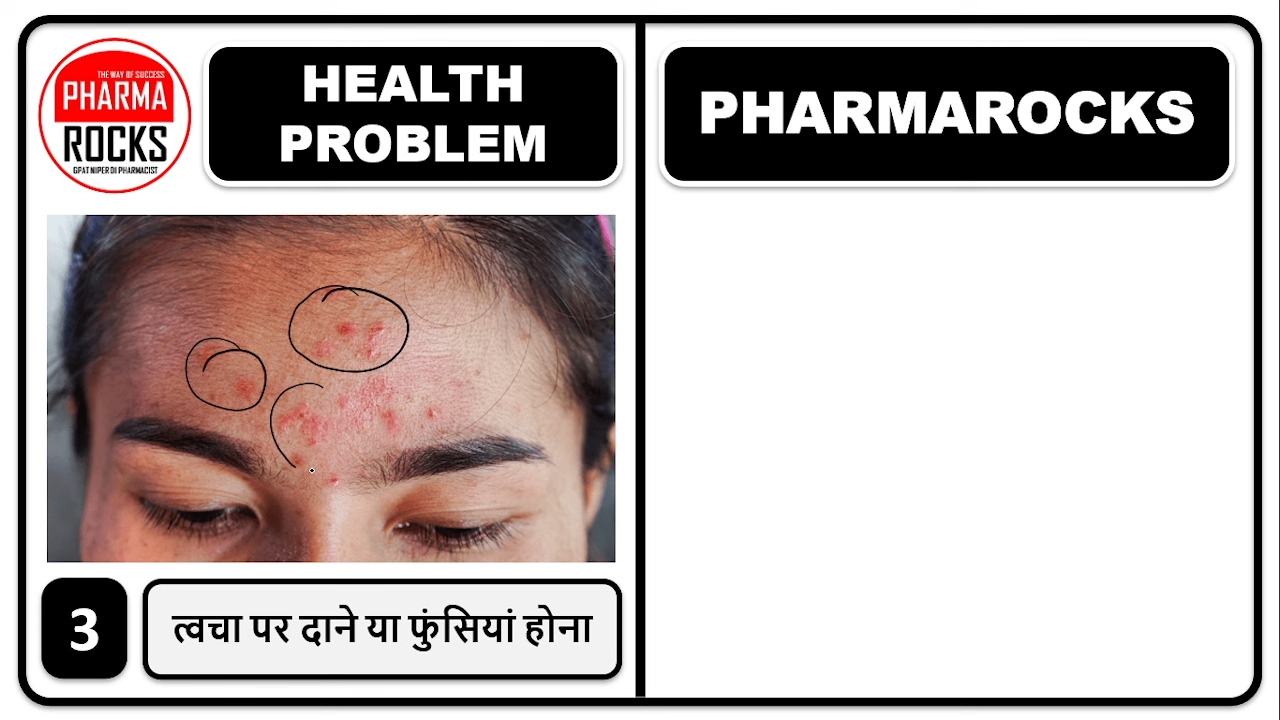 THE WAY OF SUCCESS
PHARMA
ROCKS
GPAT NIPER DI PHARMACIST
HEALTH
PROBLEM
PHARMAROCKS
3
त्वचा पर दाने या फुंसियां होना